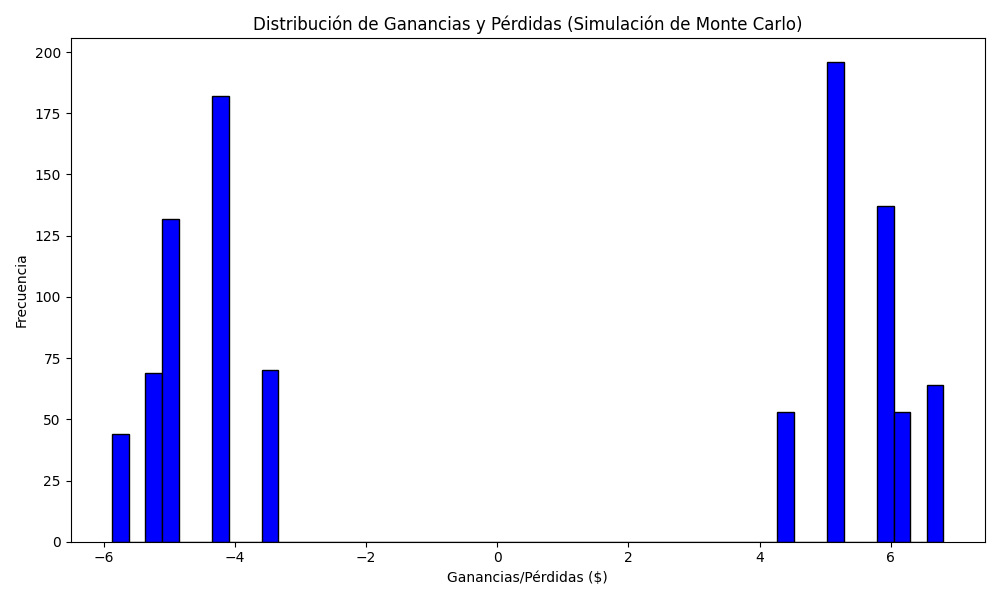 Distribución de Ganancias y Pérdidas (Simulación de Monte Carlo)
200
175
150
125
100
75
50
25
0
Frecuencia
−6 −4 −2 0 2 4 6
Ganancias/Pérdidas ($)